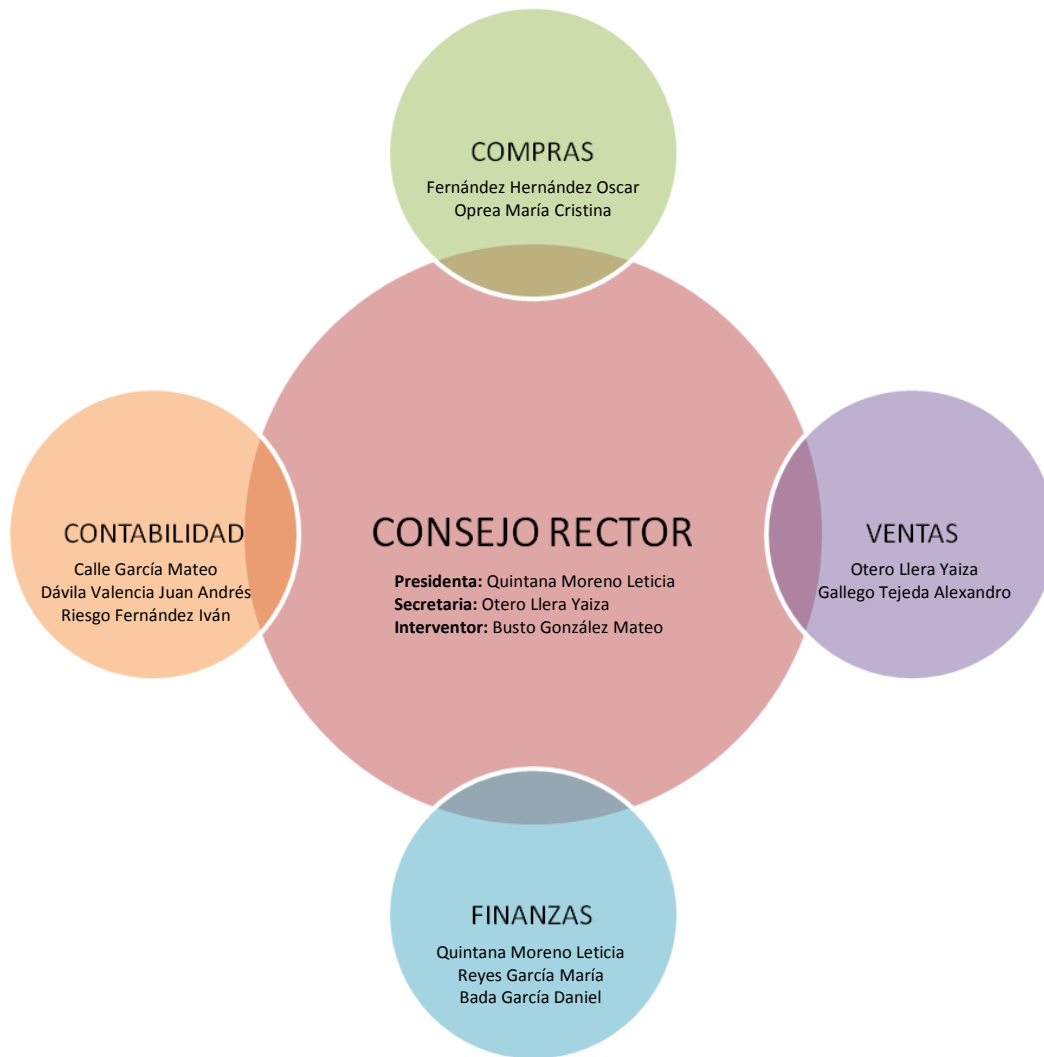 COMPRAS
Fernández Hernández Oscar
Oprea María Cristina
CONTABILIDAD
Calle García Mateo
Dávila Valencia Juan Andrés
Riesgo Fernández Iván
CONSEJO RECTOR
Presidenta: Quintana Moreno Leticia
Secretaria: Otero Llera Yaiza
Interventor: Busto González Mateo
VENTAS
Otero Llera Yaiza
Gallego Tejeda Alexandro
FINANZAS
Quintana Moreno Leticia
Reyes García María
Bada García Daniel